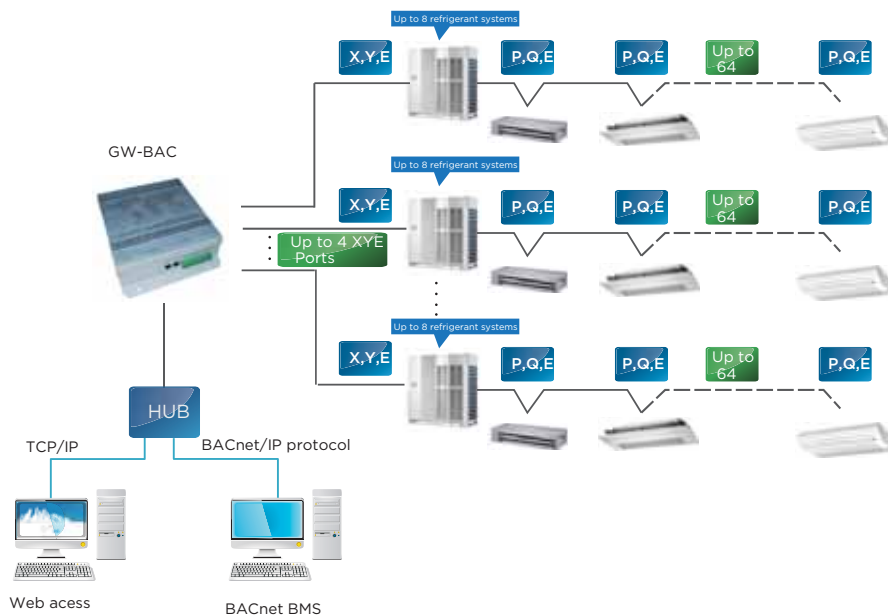 Up to 8 refrigerant systems
X,Y,E
P,Q,E
P,Q,E
Up to
64
P,Q,E
GW-BAC
Up to 8 refrigerant systems
X,Y,E
P,Q,E
P,Q,E
Up to
64
P,Q,E
Up to 4 XYE
Ports
Up to 8 refrigerant systems
X,Y,E
P,Q,E
P,Q,E
Up to
64
P,Q,E
HUB
TCP/IP
BACnet/IP protocol
Web acess
BACnet BMS